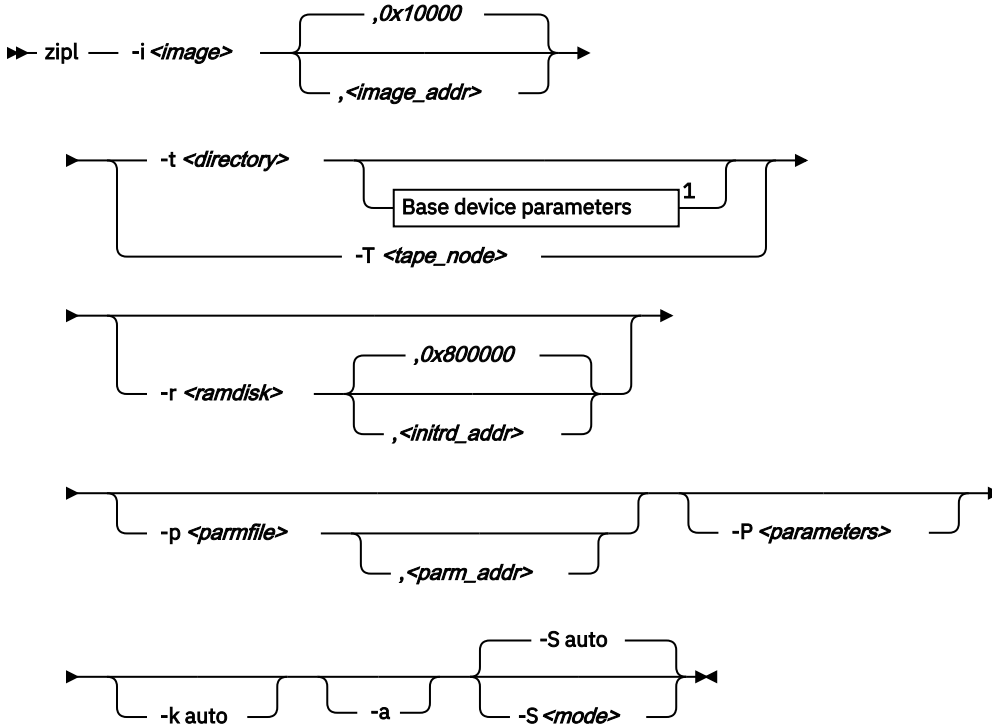 ,0x10000
zipl -i <image>
,<image_addr>
-t <directory>
Base device parameters 1
-T <tape_node>
,0x800000
-r <ramdisk>
,<initrd_addr>
-p <parmfile> -P <parameters>
,<parm_addr>
-S auto
-k auto -a -S <mode>